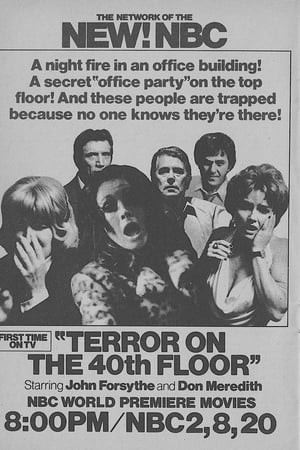 THE NETWORK OF THE
NEW! NBC
A night fire in an office building!
A secret "office party" on the top
floor! And these people are trapped
because no one knows they're there!
FIRST TIME
ON TV
"TERROR ON
THE 40th FLOOR"
Starring John Forsythe and Don Meredith
NBC WORLD PREMIERE MOVIES
8:00PM/NBC2,8,20